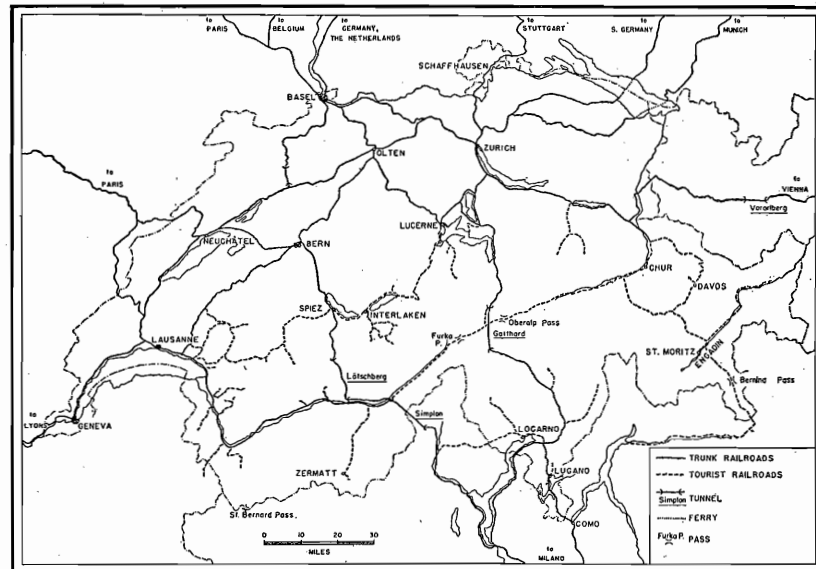 to
PARIS
to
BELGIUM
to
GERMANY,
THE NETHERLANDS
to
STUTTGART
to
S. GERMANY
to
MUNICH
SCHAFFHAUSEN
BASEL
OLTEN
ZURICH
to
PARIS
to
VIENNA
Vorarlberg
LUCERNE
NEUCHÂTEL
BERN
CHUR
DAVOS
SPIEZ
INTERLAKEN
Oberalp Pass
Furka
P.
Gotthard
LAUSANNE
ST. MORITZ
ENGADIN
Lötschberg
Bernina Pass
Simplon
to
LYONS
GENEVA
LOCARNO
LUGANO
ZERMATT
St. Bernard Pass
COMO
0 10 20 30
MILES
to
MILANO
TRUNK RAILROADS
TOURIST RAILROADS
Simplon TUNNEL
FERRY
Furka P. PASS